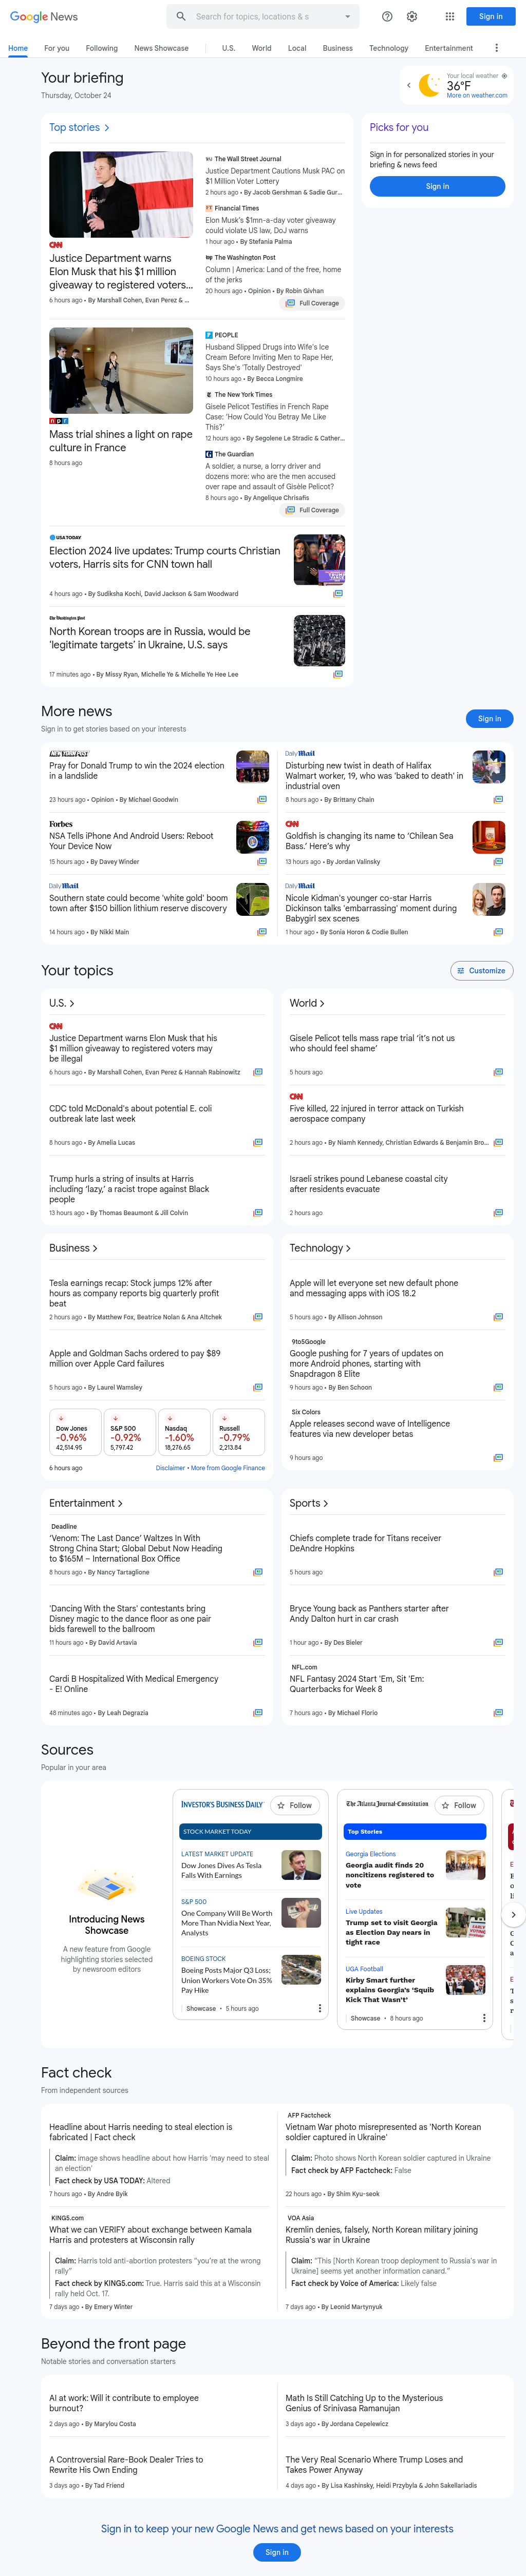 Google News
Search for topics, locations & s
Sign in
Home
For you
Following
News Showcase
U.S.
World
Local
Business
Technology
Entertainment
Your briefing
Thursday, October 24
Your local weather
36°F
More on weather.com
Top stories
CNN
Justice Department warns
Elon Musk that his $1 million
giveaway to registered voters...
6 hours ago • By Marshall Cohen, Evan Perez & ...
WSJ The Wall Street Journal
Justice Department Cautions Musk PAC on
$1 Million Voter Lottery
2 hours ago • By Jacob Gershman & Sadie Gur...
FT Financial Times
Elon Musk's $1mn-a-day voter giveaway
could violate US law, DoJ warns
1 hour ago • By Stefania Palma
wp The Washington Post
Column | America: Land of the free, home
of the jerks
20 hours ago • Opinion • By Robin Givhan
Full Coverage
Picks for you
Sign in for personalized stories in your
briefing & news feed
Sign in
npr
Mass trial shines a light on rape
culture in France
8 hours ago
PEOPLE
Husband Slipped Drugs into Wife's Ice
Cream Before Inviting Men to Rape Her,
Says She's 'Totally Destroyed'
10 hours ago • By Becca Longmire
The New York Times
Gisele Pelicot Testifies in French Rape
Case: 'How Could You Betray Me Like
This?'
12 hours ago • By Segolene Le Stradic & Cather...
The Guardian
A soldier, a nurse, a lorry driver and
dozens more: who are the men accused
over rape and assault of Gisèle Pelicot?
8 hours ago • By Angelique Chrisafis
Full Coverage
USA TODAY
Election 2024 live updates: Trump courts Christian
voters, Harris sits for CNN town hall
4 hours ago • By Sudiksha Kochi, David Jackson & Sam Woodward
The Washington Post
North Korean troops are in Russia, would be
'legitimate targets' in Ukraine, U.S. says
17 minutes ago • By Missy Ryan, Michelle Ye & Michelle Ye Hee Lee
More news
Sign in to get stories based on your interests
Sign in
NEW YORK POST
Pray for Donald Trump to win the 2024 election
in a landslide
23 hours ago • Opinion • By Michael Goodwin
Daily Mail
Disturbing new twist in death of Halifax
Walmart worker, 19, who was 'baked to death' in
industrial oven
8 hours ago • By Brittany Chain
Forbes
NSA Tells iPhone And Android Users: Reboot
Your Device Now
15 hours ago • By Davey Winder
CNN
Goldfish is changing its name to 'Chilean Sea
Bass.' Here's why
13 hours ago • By Jordan Valinsky
Daily Mail
Southern state could become 'white gold' boom
town after $150 billion lithium reserve discovery
14 hours ago • By Nikki Main
Daily Mail
Nicole Kidman's younger co-star Harris
Dickinson talks 'embarrassing' moment during
Babygirl sex scenes
1 hour ago • By Sonia Horon & Codie Bullen
Your topics
Customize
U.S.
CNN
Justice Department warns Elon Musk that his
$1 million giveaway to registered voters may
be illegal
6 hours ago • By Marshall Cohen, Evan Perez & Hannah Rabinowitz
CDC told McDonald's about potential E. coli
outbreak late last week
8 hours ago • By Amelia Lucas
Trump hurls a string of insults at Harris
including 'lazy,' a racist trope against Black
people
13 hours ago • By Thomas Beaumont & Jill Colvin
World
Gisele Pelicot tells mass rape trial 'it's not us
who should feel shame'
5 hours ago
CNN
Five killed, 22 injured in terror attack on Turkish
aerospace company
2 hours ago • By Niamh Kennedy, Christian Edwards & Benjamin Bro...
Israeli strikes pound Lebanese coastal city
after residents evacuate
2 hours ago
Business
Tesla earnings recap: Stock jumps 12% after
hours as company reports big quarterly profit
beat
2 hours ago • By Matthew Fox, Beatrice Nolan & Ana Altchek
Apple and Goldman Sachs ordered to pay $89
million over Apple Card failures
5 hours ago • By Laurel Wamsley
Dow Jones
-0.96%
42,514.95
S&P 500
-0.92%
5,797.42
Nasdaq
-1.60%
18,276.65
Russell
-0.79%
2,213.84
6 hours ago
Disclaimer • More from Google Finance
Technology
Apple will let everyone set new default phone
and messaging apps with iOS 18.2
5 hours ago • By Allison Johnson
9to5Google
Google pushing for 7 years of updates on
more Android phones, starting with
Snapdragon 8 Elite
9 hours ago • By Ben Schoon
Six Colors
Apple releases second wave of Intelligence
features via new developer betas
9 hours ago
Entertainment
Deadline
'Venom: The Last Dance' Waltzes In With
Strong China Start; Global Debut Now Heading
to $165M – International Box Office
8 hours ago • By Nancy Tartaglione
'Dancing With the Stars' contestants bring
Disney magic to the dance floor as one pair
bids farewell to the ballroom
11 hours ago • By David Artavia
Cardi B Hospitalized With Medical Emergency
- E! Online
48 minutes ago • By Leah Degrazia
Sports
Chiefs complete trade for Titans receiver
DeAndre Hopkins
5 hours ago
Bryce Young back as Panthers starter after
Andy Dalton hurt in car crash
1 hour ago • By Des Bieler
NFL.com
NFL Fantasy 2024 Start 'Em, Sit 'Em:
Quarterbacks for Week 8
7 hours ago • By Michael Florio
Sources
Popular in your area
Introducing News
Showcase
A new feature from Google
highlighting stories selected
by newsroom editors
INVESTOR'S BUSINESS DAILY
Follow
STOCK MARKET TODAY
LATEST MARKET UPDATE
Dow Jones Dives As Tesla
Falls With Earnings
S&P 500
One Company Will Be Worth
More Than Nvidia Next Year,
Analysts
BOEING STOCK
Boeing Posts Major Q3 Loss;
Union Workers Vote On 35%
Pay Hike
Showcase • 5 hours ago
The Atlanta Journal-Constitution
Follow
Top Stories
Georgia Elections
Georgia audit finds 20
noncitizens registered to
vote
Live Updates
Trump set to visit Georgia
as Election Day nears in
tight race
UGA Football
Kirby Smart further
explains Georgia's 'Squib
Kick That Wasn't'
Showcase • 8 hours ago
Fact check
From independent sources
Headline about Harris needing to steal election is
fabricated | Fact check
Claim: image shows headline about how Harris 'may need to steal
an election'
Fact check by USA TODAY: Altered
7 hours ago • By Andre Byik
AFP Factcheck
Vietnam War photo misrepresented as 'North Korean
soldier captured in Ukraine'
Claim: Photo shows North Korean soldier captured in Ukraine
Fact check by AFP Factcheck: False
22 hours ago • By Shim Kyu-seok
KING5.com
What we can VERIFY about exchange between Kamala
Harris and protesters at Wisconsin rally
Claim: Harris told anti-abortion protesters "you're at the wrong
rally"
Fact check by KING5.com: True. Harris said this at a Wisconsin
rally held Oct. 17.
7 days ago • By Emery Winter
VOA Asia
Kremlin denies, falsely, North Korean military joining
Russia's war in Ukraine
Claim: "This [North Korean troop deployment to Russia's war in
Ukraine] seems yet another information canard."
Fact check by Voice of America: Likely false
7 days ago • By Leonid Martynyuk
Beyond the front page
Notable stories and conversation starters
AI at work: Will it contribute to employee
burnout?
2 days ago • By Marylou Costa
Math Is Still Catching Up to the Mysterious
Genius of Srinivasa Ramanujan
3 days ago • By Jordana Cepelewicz
A Controversial Rare-Book Dealer Tries to
Rewrite His Own Ending
3 days ago • By Tad Friend
The Very Real Scenario Where Trump Loses and
Takes Power Anyway
4 days ago • By Lisa Kashinsky, Heidi Przybyla & John Sakellariadis
Sign in to keep your new Google News and get news based on your interests
Sign in